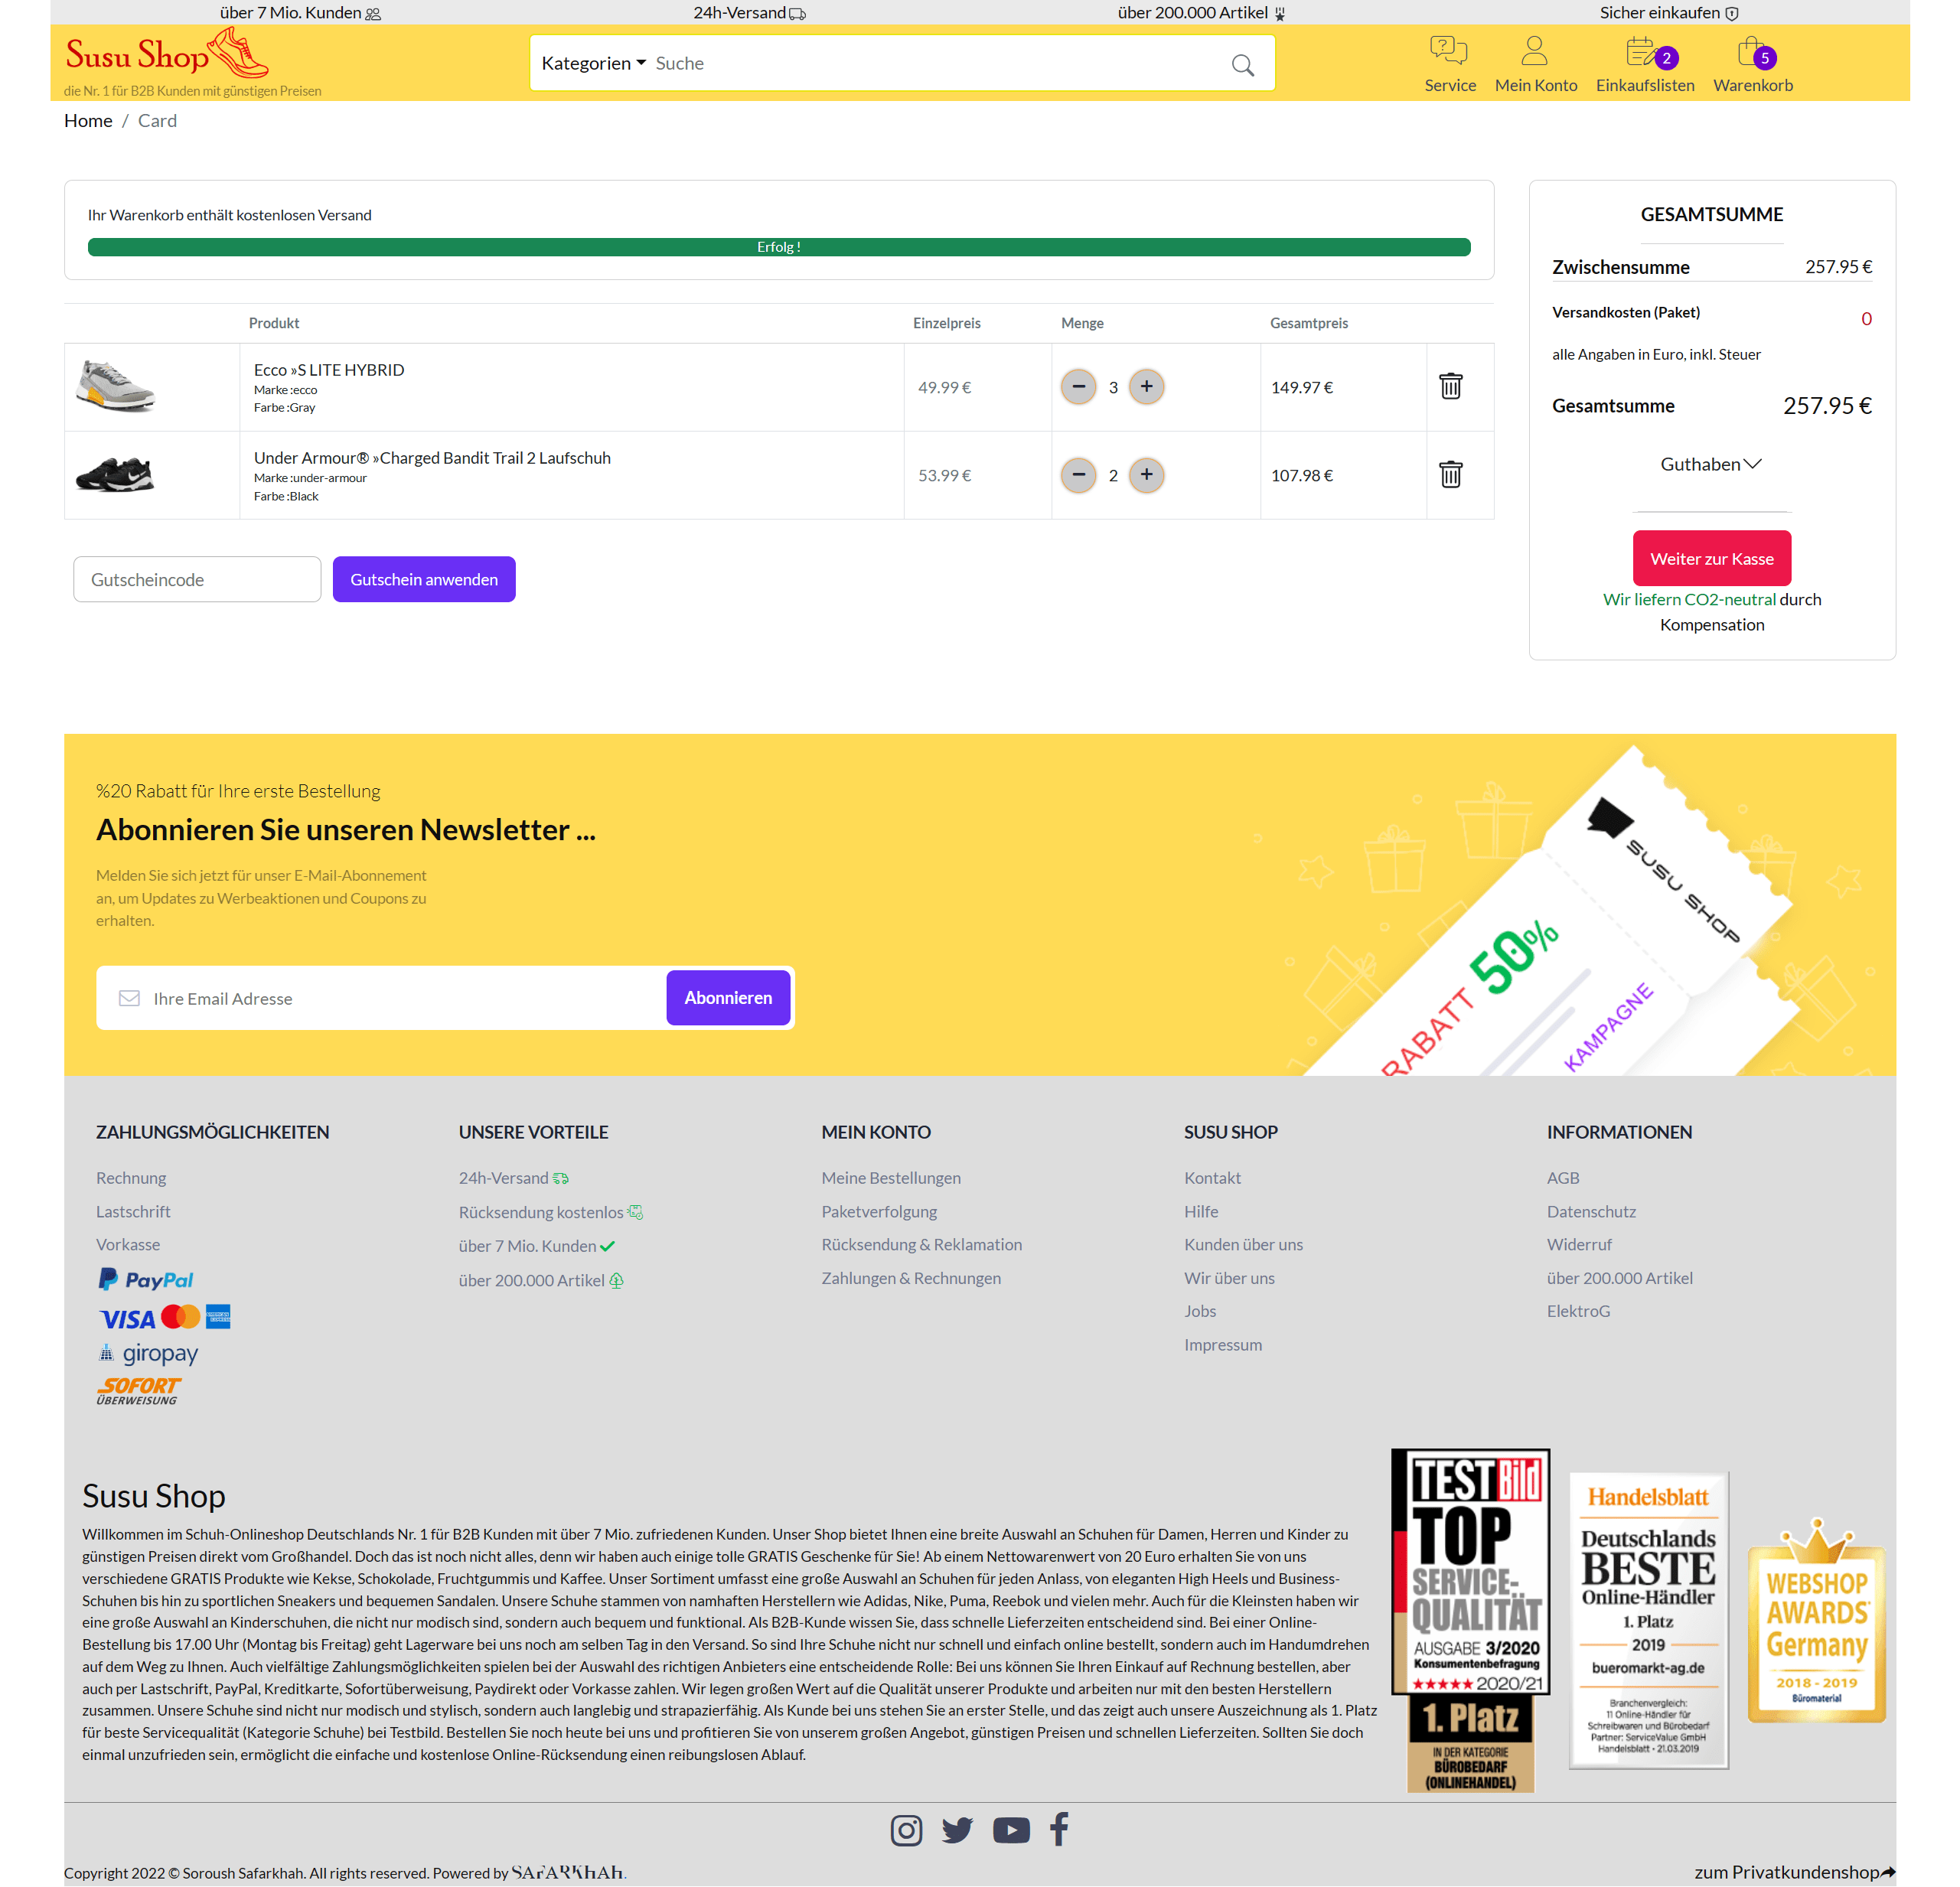 über 7 Mio. Kunden
24h-Versand
über 200.000 Artikel
Sicher einkaufen
Susu Shop
die Nr. 1 für B2B Kunden mit günstigen Preisen
Kategorien Suche
Service
Mein Konto
2
Einkaufslisten
5
Warenkorb
Home / Card
Ihr Warenkorb enthält kostenlosen Versand
Erfolg !
Produkt Einzelpreis Menge Gesamtpreis
Ecco »S LITE HYBRID
Marke :ecco
Farbe :Gray
49.99 € − 3 + 149.97 €
Under Armour® »Charged Bandit Trail 2 Laufschuh
Marke :under-armour
Farbe :Black
53.99 € − 2 + 107.98 €
Gutscheincode
Gutschein anwenden
GESAMTSUMME
Zwischensumme 257.95 €
Versandkosten (Paket) 0
alle Angaben in Euro, inkl. Steuer
Gesamtsumme 257.95 €
Guthaben
Weiter zur Kasse
Wir liefern CO2-neutral durch
Kompensation
%20 Rabatt für Ihre erste Bestellung
Abonnieren Sie unseren Newsletter ...
Melden Sie sich jetzt für unser E-Mail-Abonnement
an, um Updates zu Werbeaktionen und Coupons zu
erhalten.
Ihre Email Adresse
Abonnieren
SUSU SHOP
RABATT 50%
KAMPAGNE
ZAHLUNGSMÖGLICHKEITEN
Rechnung
Lastschrift
Vorkasse
PayPal
VISA
AMERICAN EXPRESS
giropay
SOFORT
ÜBERWEISUNG
UNSERE VORTEILE
24h-Versand
Rücksendung kostenlos
über 7 Mio. Kunden
über 200.000 Artikel
MEIN KONTO
Meine Bestellungen
Paketverfolgung
Rücksendung & Reklamation
Zahlungen & Rechnungen
SUSU SHOP
Kontakt
Hilfe
Kunden über uns
Wir über uns
Jobs
Impressum
INFORMATIONEN
AGB
Datenschutz
Widerruf
über 200.000 Artikel
ElektroG
Susu Shop
Willkommen im Schuh-Onlineshop Deutschlands Nr. 1 für B2B Kunden mit über 7 Mio. zufriedenen Kunden. Unser Shop bietet Ihnen eine breite Auswahl an Schuhen für Damen, Herren und Kinder zu
günstigen Preisen direkt vom Großhandel. Doch das ist noch nicht alles, denn wir haben auch einige tolle GRATIS Geschenke für Sie! Ab einem Nettowarenwert von 20 Euro erhalten Sie von uns
verschiedene GRATIS Produkte wie Kekse, Schokolade, Fruchtgummis und Kaffee. Unser Sortiment umfasst eine große Auswahl an Schuhen für jeden Anlass, von eleganten High Heels und Business-
Schuhen bis hin zu sportlichen Sneakers und bequemen Sandalen. Unsere Schuhe stammen von namhaften Herstellern wie Adidas, Nike, Puma, Reebok und vielen mehr. Auch für die Kleinsten haben wir
eine große Auswahl an Kinderschuhen, die nicht nur modisch sind, sondern auch bequem und funktional. Als B2B-Kunde wissen Sie, dass schnelle Lieferzeiten entscheidend sind. Bei einer Online-
Bestellung bis 17.00 Uhr (Montag bis Freitag) geht Lagerware bei uns noch am selben Tag in den Versand. So sind Ihre Schuhe nicht nur schnell und einfach online bestellt, sondern auch im Handumdrehen
auf dem Weg zu Ihnen. Auch vielfältige Zahlungsmöglichkeiten spielen bei der Auswahl des richtigen Anbieters eine entscheidende Rolle: Bei uns können Sie Ihren Einkauf auf Rechnung bestellen, aber
auch per Lastschrift, PayPal, Kreditkarte, Sofortüberweisung, Paydirekt oder Vorkasse zahlen. Wir legen großen Wert auf die Qualität unserer Produkte und arbeiten nur mit den besten Herstellern
zusammen. Unsere Schuhe sind nicht nur modisch und stylisch, sondern auch langlebig und strapazierfähig. Als Kunde bei uns stehen Sie an erster Stelle, und das zeigt auch unsere Auszeichnung als 1. Platz
für beste Servicequalität (Kategorie Schuhe) bei Testbild. Bestellen Sie noch heute bei uns und profitieren Sie von unserem großen Angebot, günstigen Preisen und schnellen Lieferzeiten. Sollten Sie doch
einmal unzufrieden sein, ermöglicht die einfache und kostenlose Online-Rücksendung einen reibungslosen Ablauf.
TEST Bild
TOP
SERVICE-
QUALITÄT
AUSGABE 3/2020
Konsumentenbefragung
★★★★★ 2020/21
1. Platz
IN DER KATEGORIE
BÜROBEDARF
(ONLINEHANDEL)
Handelsblatt
Deutschlands
BESTE
Online-Händler
1. Platz
2019
bueromarkt-ag.de
Branchenvergleich:
11 Online-Händler für
Schreibwaren und Bürobedarf
Partner: ServiceValue GmbH
Handelsblatt · 21.03.2019
WEBSHOP
AWARDS
Germany
2018 - 2019
Büromaterial
Copyright 2022 © Soroush Safarkhah. All rights reserved. Powered by SAFARKHAH.
zum Privatkundenshop